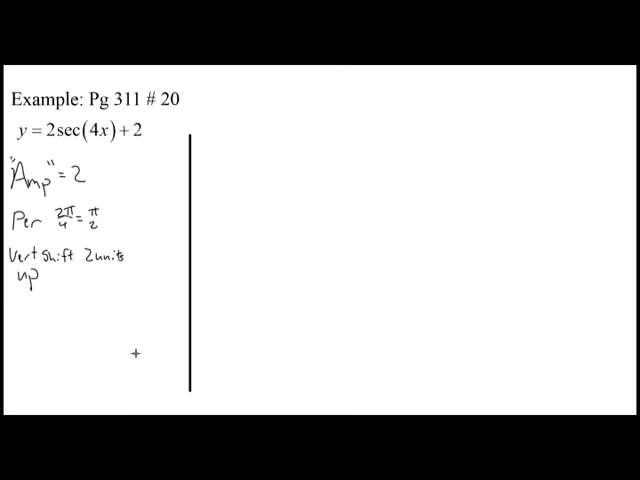 Example: Pg 311 # 20
y = 2sec(4x) + 2
"Amp" = 2
Per 2π/4 = π/2
Vert shift 2 units
up